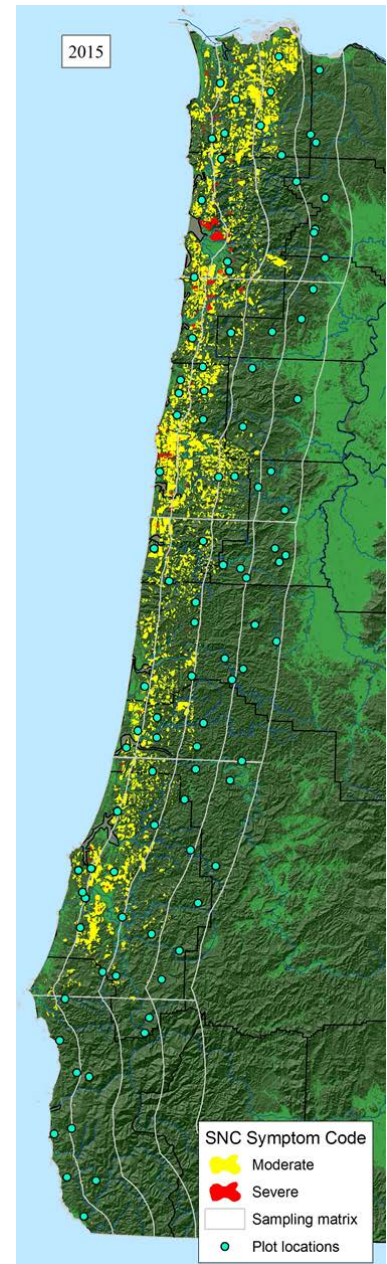 2015
SNC Symptom Code
Moderate
Severe
Sampling matrix
Plot locations